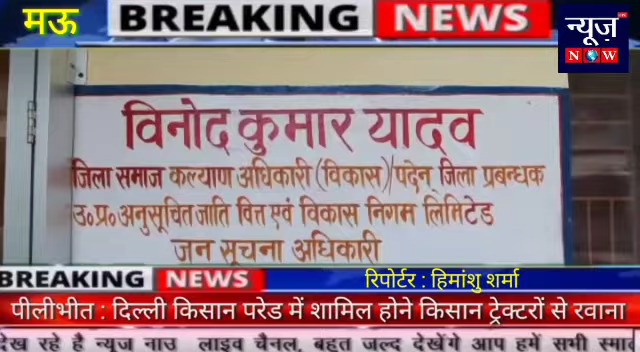 मऊ BREAKING NEWS न्यूज़
NOW
विनोद कुमार यादव
जिला समाज कल्याण अधिकारी (विकास)/पदेन जिला प्रबन्धक
उ०प्र० अनुसूचित जाति वित्त एवं विकास निगम लिमिटेड
जन सूचना अधिकारी
BREAKING NEWS रिपोर्टर : हिमांशु शर्मा
पीलीभीत : दिल्ली किसान परेड में शामिल होने किसान ट्रेक्टरों से रवाना
देख रहे है न्यूज नाउ लाइव चैनल, बहुत जल्द देखेंगे आप हमें सभी